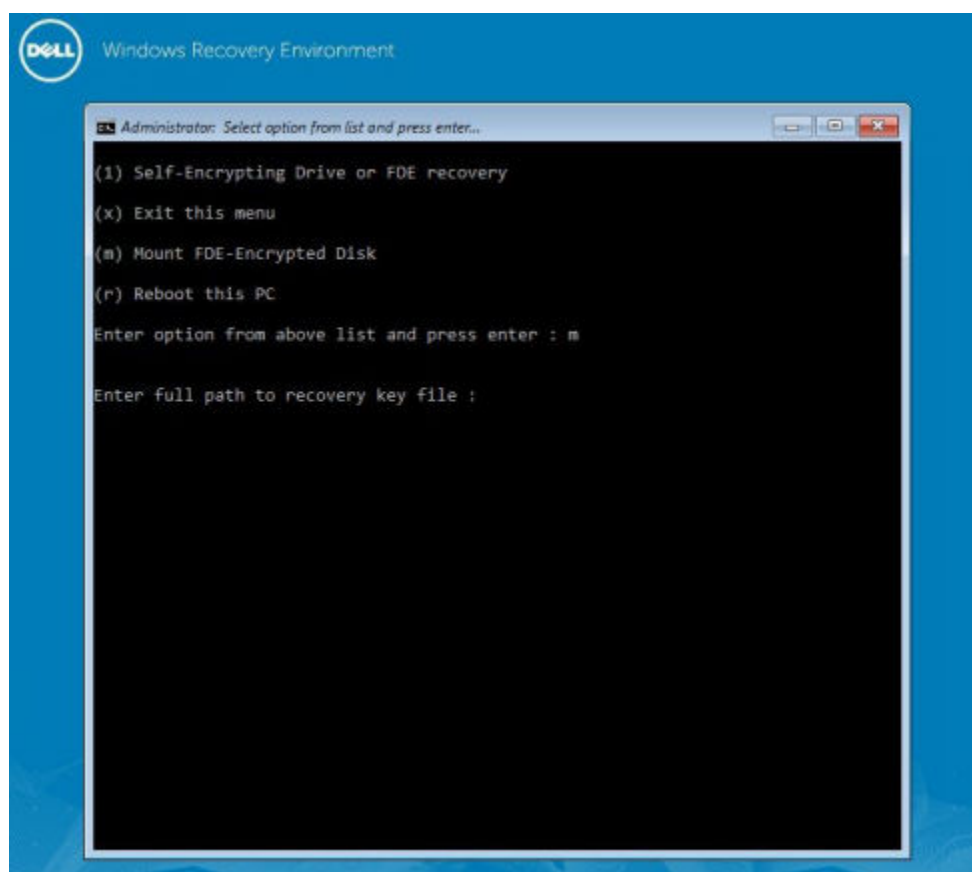 DELL
Windows Recovery Environment
Administrator: Select option from list and press enter...
(1) Self-Encrypting Drive or FDE recovery
(x) Exit this menu
(m) Mount FDE-Encrypted Disk
(r) Reboot this PC
Enter option from above list and press enter : m
Enter full path to recovery key file :